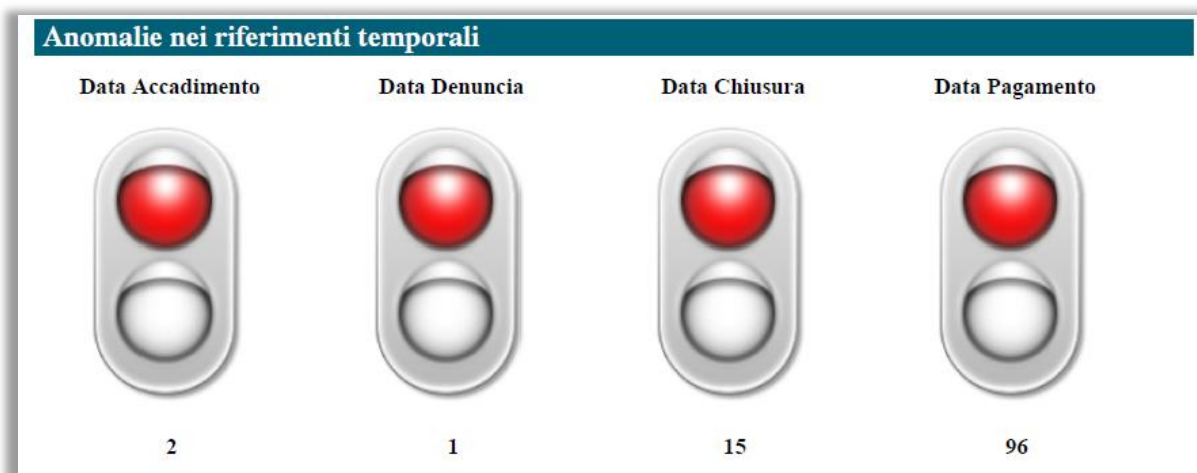 Anomalie nei riferimenti temporali
Data Accadimento Data Denuncia Data Chiusura Data Pagamento
2 1 15 96